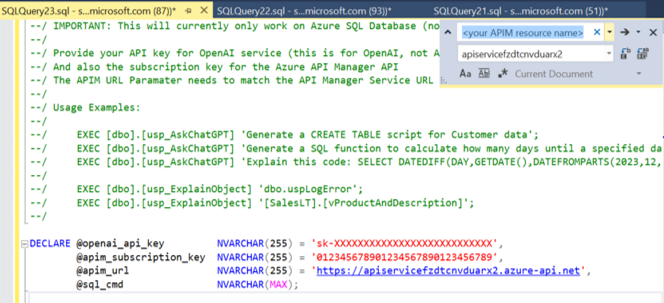 SQLQuery23.sql - s...microsoft.com (87))* SQLQuery22.sql - s...microsoft.com (93))* SQLQuery21.sql - s...microsoft.com (51))*
--/ IMPORTANT: This will currently only work on Azure SQL Database (no
<your APIM resource name>
--/
--/ Provide your API key for OpenAI service (this is for OpenAI, not A
apiservicefzdtcnvduarx2
--/ And also the subscription key for the Azure API Manager API
--/ The APIM URL Paramater needs to match the API Manager Service URL
Aa Ab Current Document
--/
--/ Usage Examples:
--/
--/ EXEC [dbo].[usp_AskChatGPT] 'Generate a CREATE TABLE script for Customer data';
--/ EXEC [dbo].[usp_AskChatGPT] 'Generate a SQL function to calculate how many days until a specified da
--/ EXEC [dbo].[usp_AskChatGPT] 'Explain this code: SELECT DATEDIFF(DAY,GETDATE(),DATEFROMPARTS(2023,12,
--/
--/ EXEC [dbo].[usp_ExplainObject] 'dbo.uspLogError';
--/ EXEC [dbo].[usp_ExplainObject] '[SalesLT].[vProductAndDescription]';
--/
DECLARE @openai_api_key NVARCHAR(255) = 'sk-XXXXXXXXXXXXXXXXXXXXXXXXXXXX',
@apim_subscription_key NVARCHAR(255) = '01234567890123456789012345678​9',
@apim_url NVARCHAR(255) = 'https://apiservicefzdtcnvduarx2.azure-api.net',
@sql_cmd NVARCHAR(MAX);